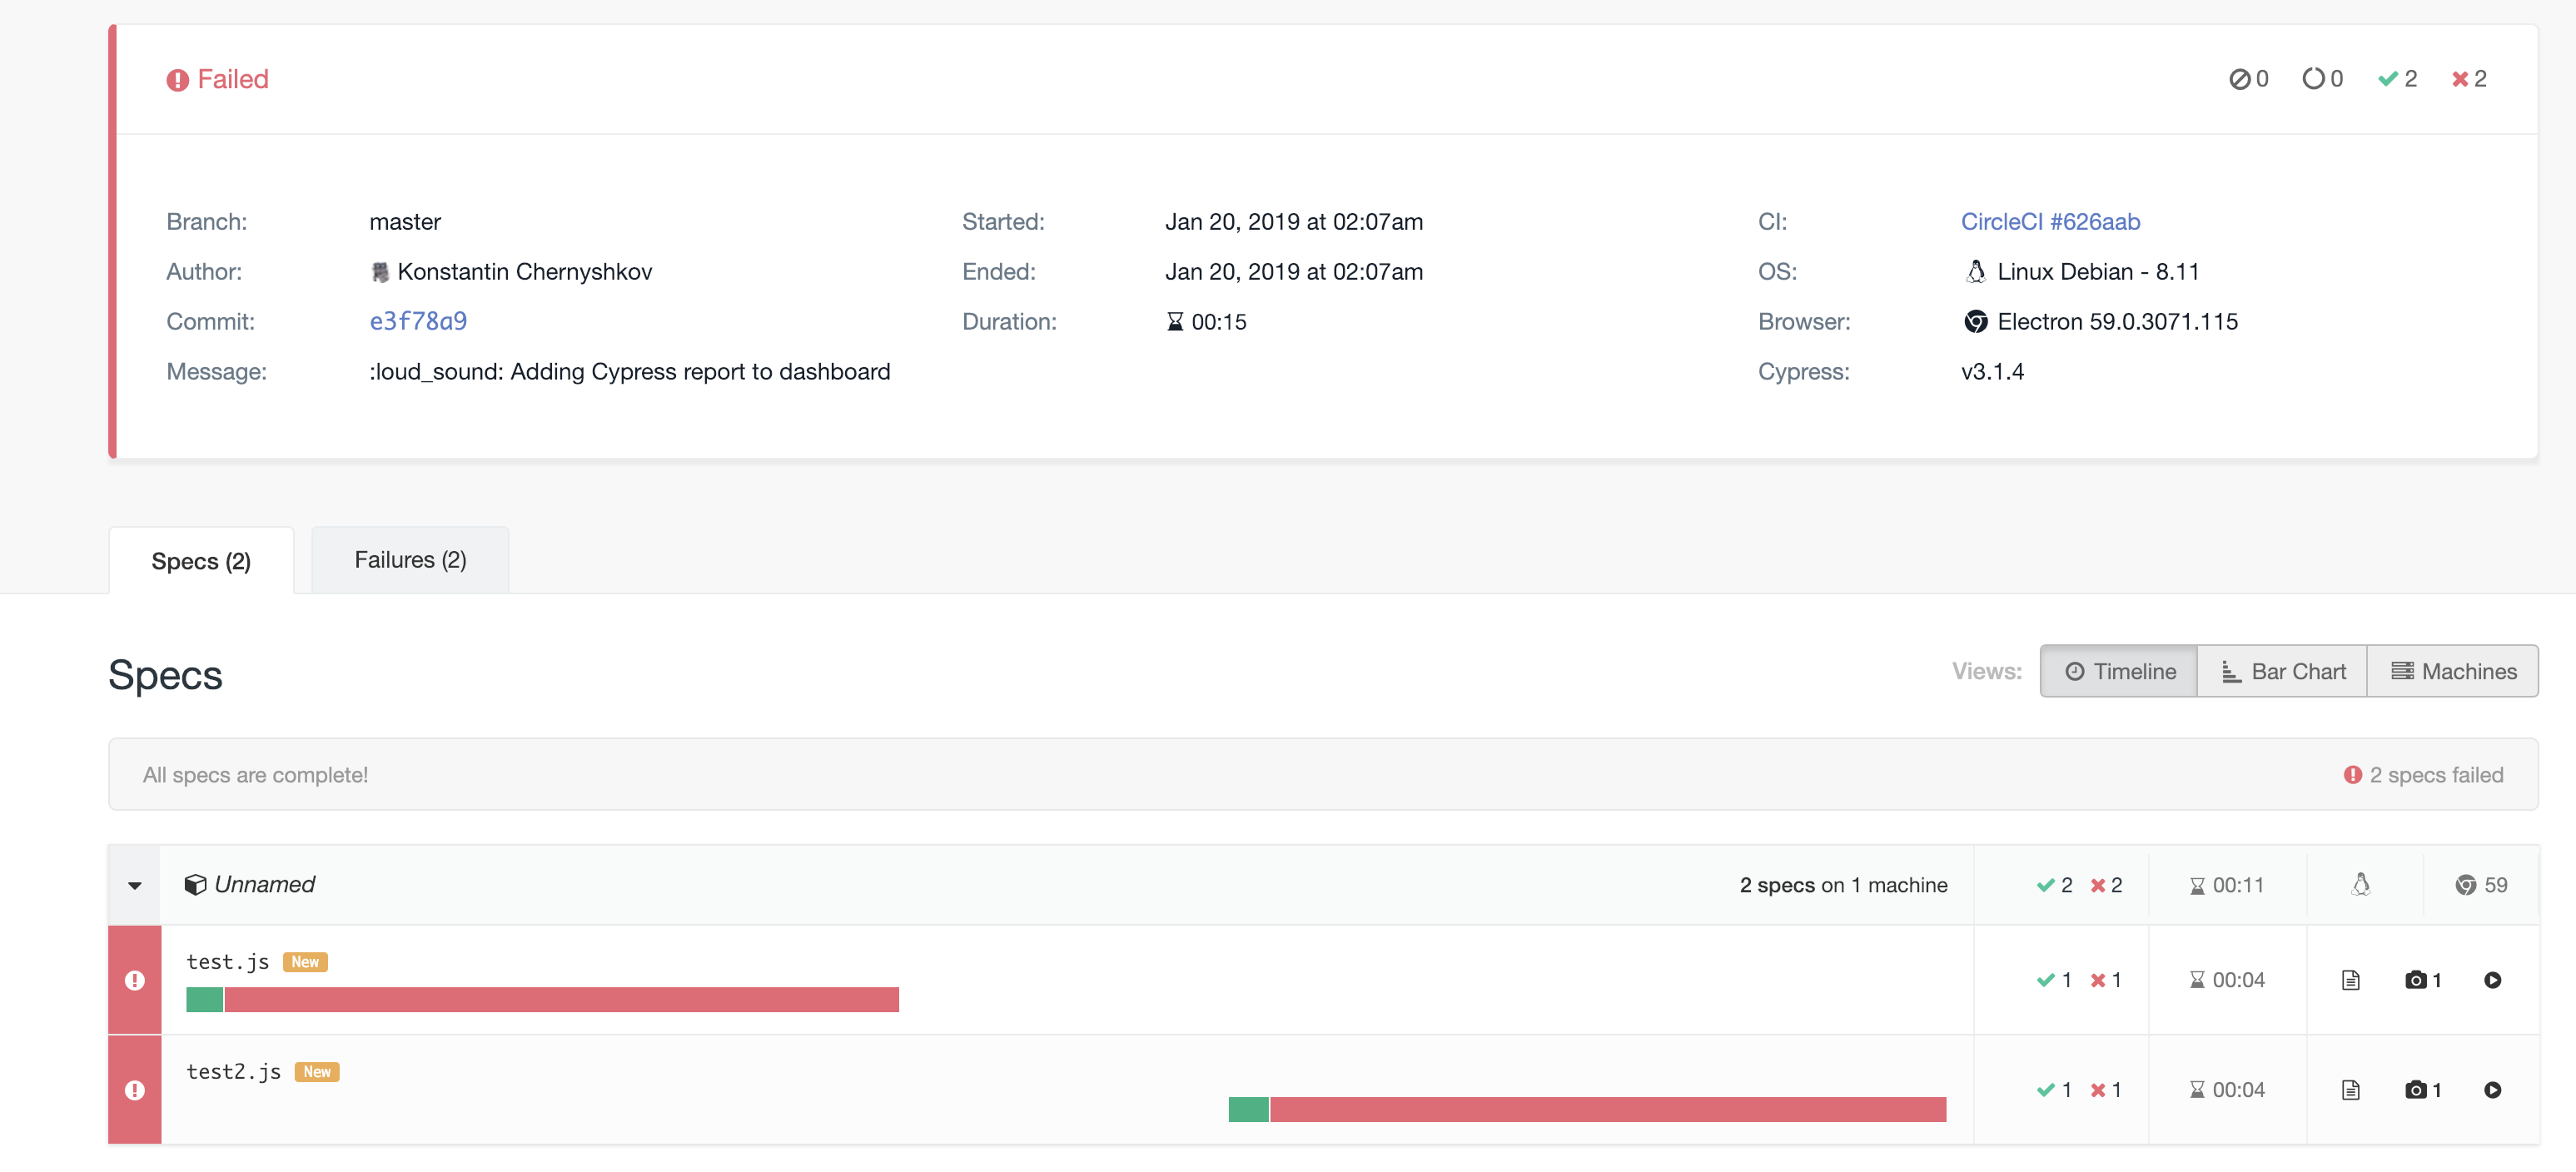 Failed 0 0 2 2
Branch: master Started: Jan 20, 2019 at 02:07am CI: CircleCI #626aab
Author: Konstantin Chernyshkov Ended: Jan 20, 2019 at 02:07am OS: Linux Debian - 8.11
Commit: e3f78a9 Duration: 00:15 Browser: Electron 59.0.3071.115
Message: :loud_sound: Adding Cypress report to dashboard Cypress: v3.1.4
Specs (2) Failures (2)
Specs Views: Timeline Bar Chart Machines
All specs are complete! 2 specs failed
Unnamed 2 specs on 1 machine 2 2 00:11 59
test.js New 1 1 00:04 1
test2.js New 1 1 00:04 1